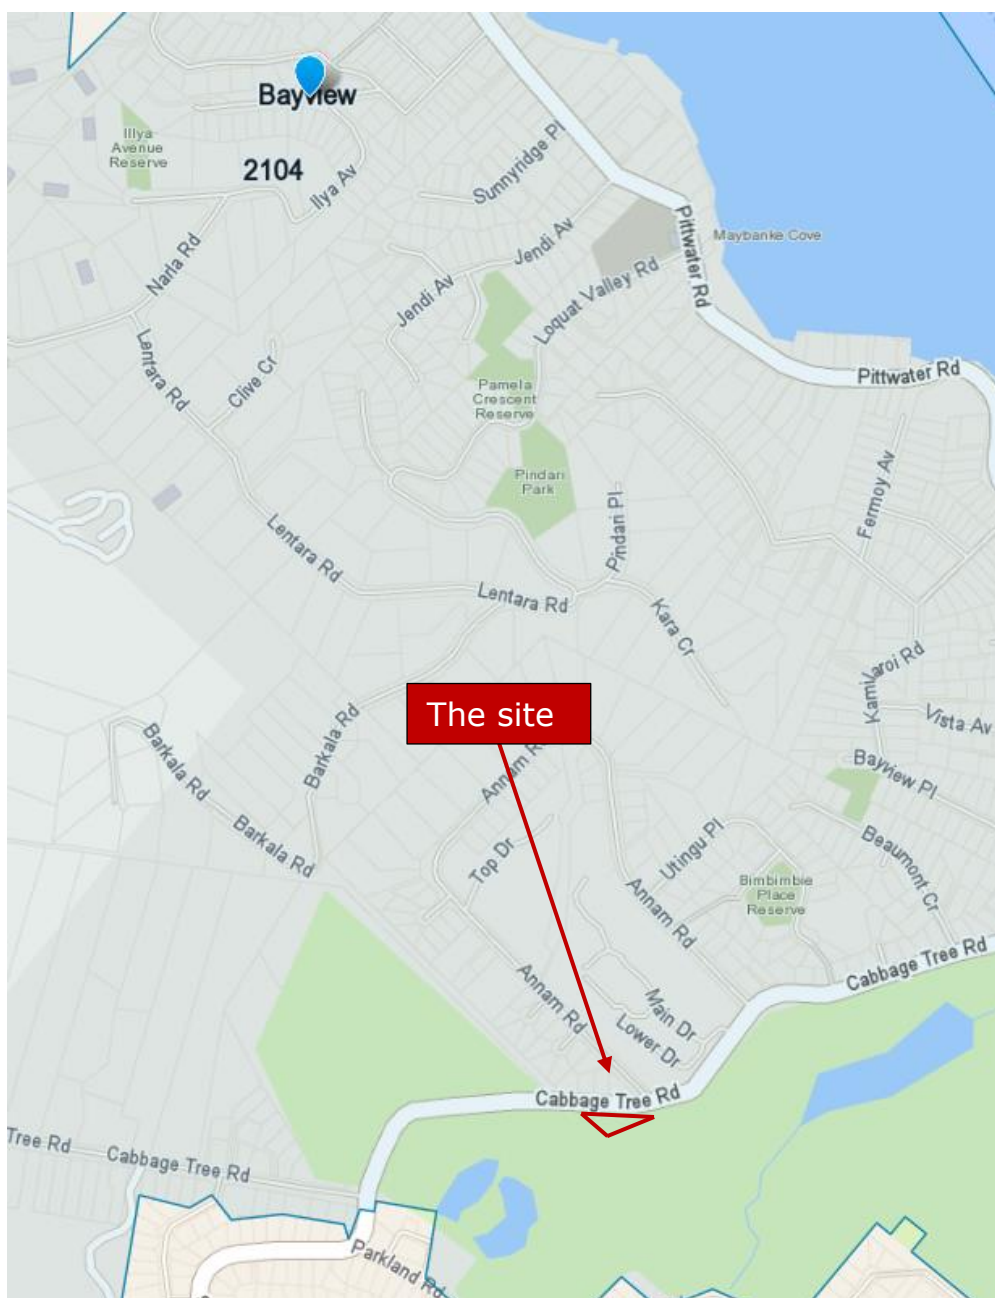 Bayview
Illya
Avenue
Reserve
2104
Ilya Av
Sunnyridge Pl
Pittwater Rd
Maybanke Cove
Narla Rd
Jendi Av
Jendi Av
Loquat Valley Rd
Lentara Rd
Clive Cr
Pamela
Crescent
Reserve
Pittwater Rd
Pindari
Park
Fermoy Av
Pindari Pl
Lentara Rd
Lentara Rd
Kara Cr
Kamilaroi Rd
The site
Vista Av
Barkala Rd
Barkala Rd
Annam Rd
Bayview Pl
Barkala Rd
Top Dr
Utingu Pl
Beaumont Cr
Bimbimbie
Place
Reserve
Annam Rd
Cabbage Tree Rd
Annam Rd
Main Dr
Lower Dr
Cabbage Tree Rd
Tree Rd
Cabbage Tree Rd
Parkland Rd